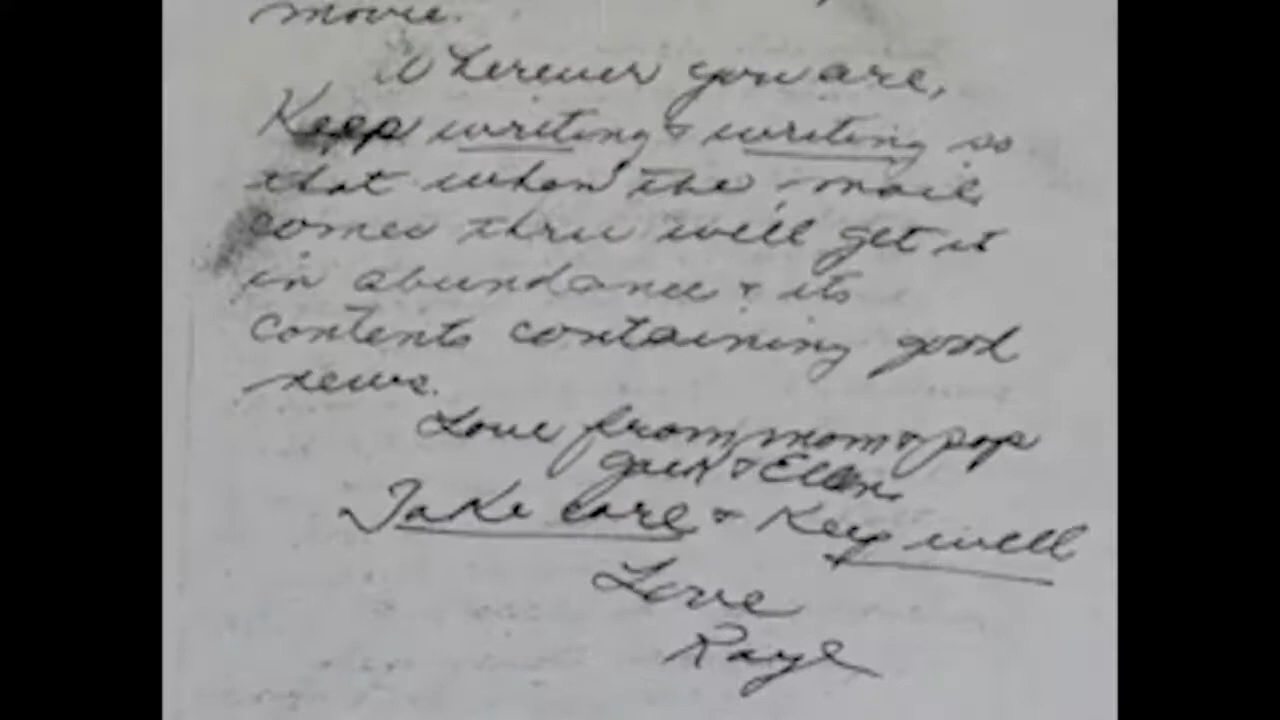 movie.
Wherever you are,
Keep writing & writing so
that when the mail
comes thru we'll get it
in abundance & its
contents containing good
news.
Love from mom & pop
Jack & Ellen
Take care & Keep well
Love
Raye